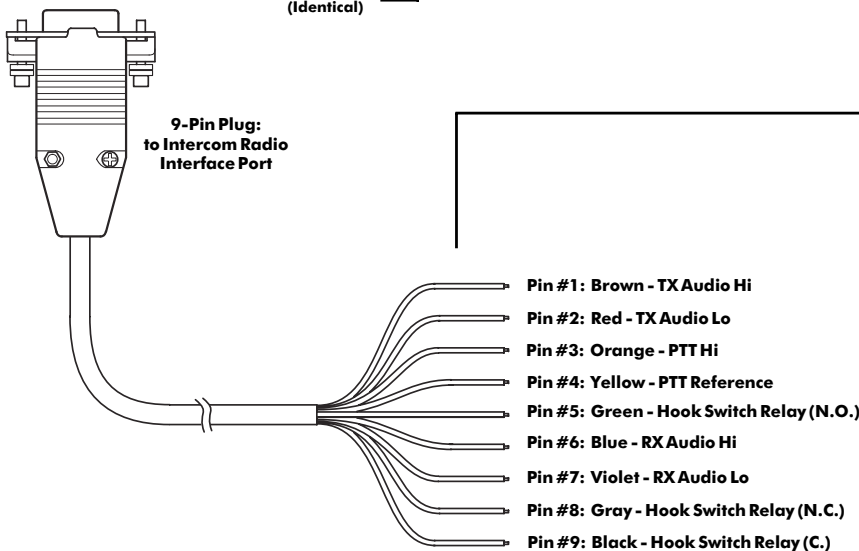 (Identical)
9-Pin Plug:
to Intercom Radio
Interface Port
Pin #1: Brown - TX Audio Hi
Pin #2: Red - TX Audio Lo
Pin #3: Orange - PTT Hi
Pin #4: Yellow - PTT Reference
Pin #5: Green - Hook Switch Relay (N.O.)
Pin #6: Blue - RX Audio Hi
Pin #7: Violet - RX Audio Lo
Pin #8: Gray - Hook Switch Relay (N.C.)
Pin #9: Black - Hook Switch Relay (C.)